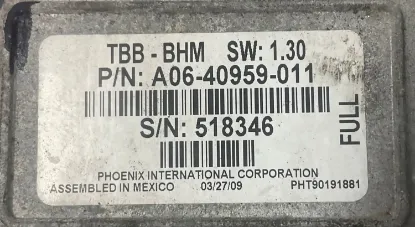 TBB - BHM SW: 1.30
P/N: A06-40959-011
S/N: 518346
FULL
PHOENIX INTERNATIONAL CORPORATION
ASSEMBLED IN MEXICO 03/27/09 PHT90191881